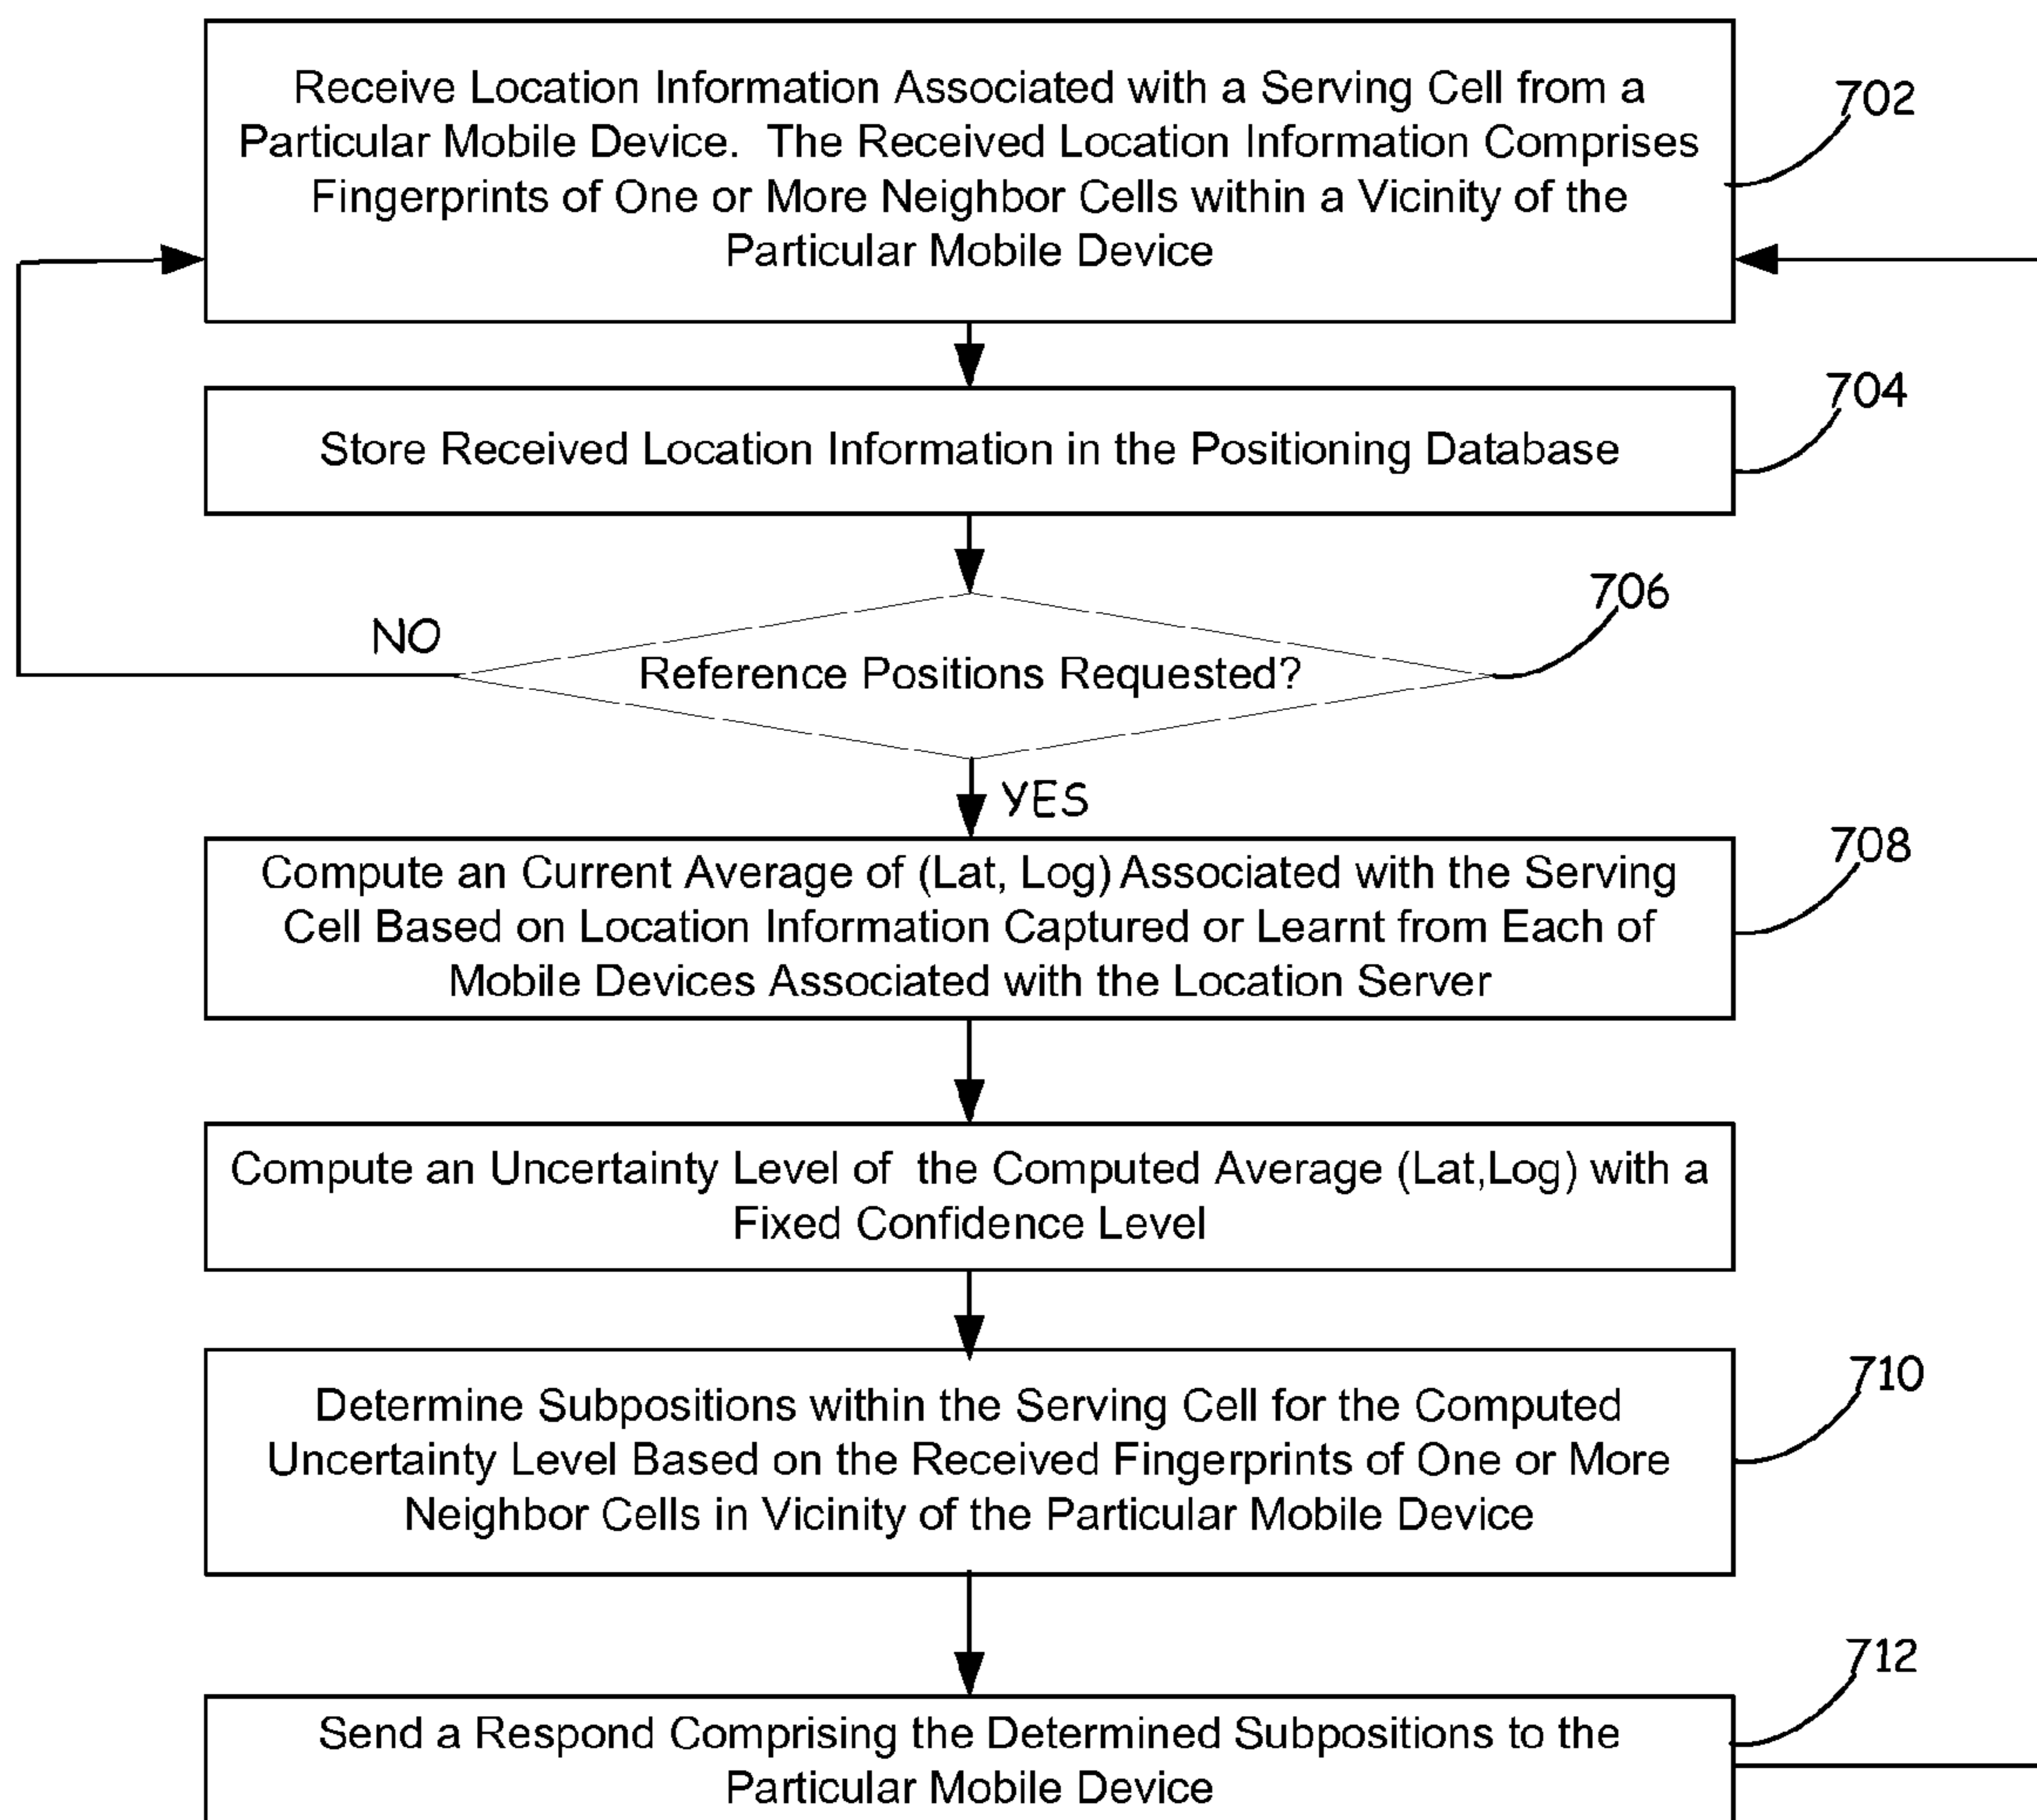 Receive Location Information Associated with a Serving Cell from a
Particular Mobile Device.  The Received Location Information Comprises
Fingerprints of One or More Neighbor Cells within a Vicinity of the
Particular Mobile Device
702
Store Received Location Information in the Positioning Database
704
Reference Positions Requested?
706
NO
YES
Compute an Current Average of (Lat, Log) Associated with the Serving
Cell Based on Location Information Captured or Learnt from Each of
Mobile Devices Associated with the Location Server
708
Compute an Uncertainty Level of  the Computed Average (Lat,Log) with a
Fixed Confidence Level
Determine Subpositions within the Serving Cell for the Computed
Uncertainty Level Based on the Received Fingerprints of One or More
Neighbor Cells in Vicinity of the Particular Mobile Device
710
Send a Respond Comprising the Determined Subpositions to the
Particular Mobile Device
712